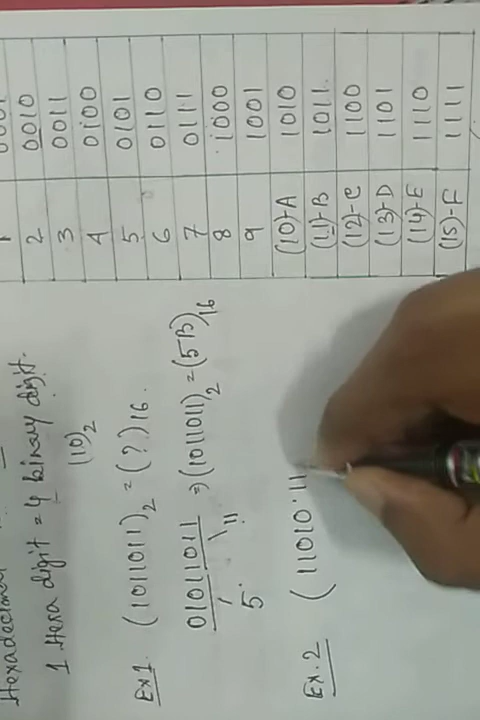 Hexadecimal
1 Hexa digit = 4 binary digit.
(10)2
Ex1. (1011011)2 = (?)16.
01011011 ⇒ (1011011)2 = (5B)16
5. 11
Ex.2 (11010.11
1 0001
2 0010
3 0011
4 0100
5 0101
6 0110
7 0111
8 1000
9 1001
(10)-A 1010
(11)-B 1011
(12)-C 1100
(13)-D 1101
(14)-E 1110
(15)-F 1111